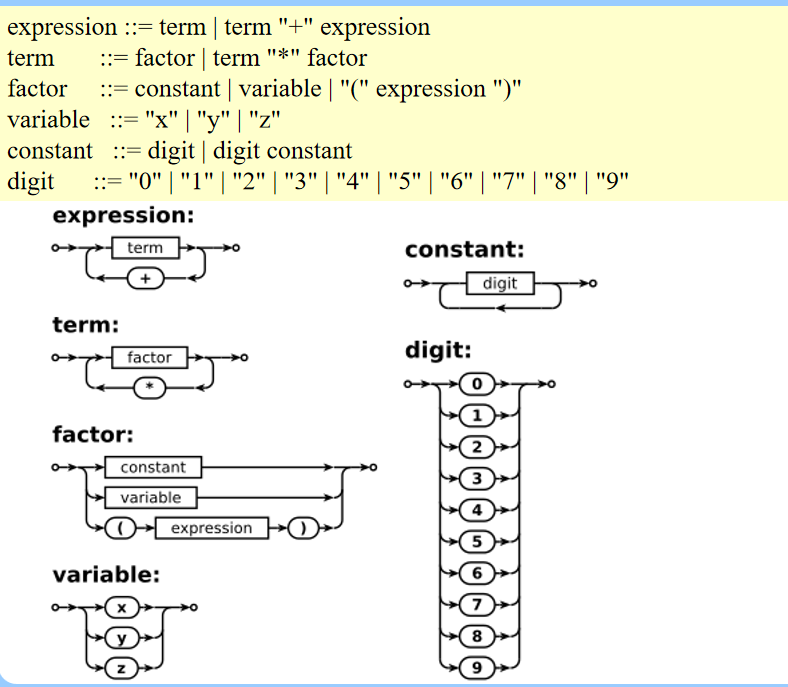 expression ::= term | term "+" expression
term ::= factor | term "*" factor
factor ::= constant | variable | "(" expression ")"
variable ::= "x" | "y" | "z"
constant ::= digit | digit constant
digit ::= "0" | "1" | "2" | "3" | "4" | "5" | "6" | "7" | "8" | "9"
expression:
term
+
term:
factor
*
factor:
constant
variable
( expression )
variable:
x
y
z
constant:
digit
digit:
0
1
2
3
4
5
6
7
8
9